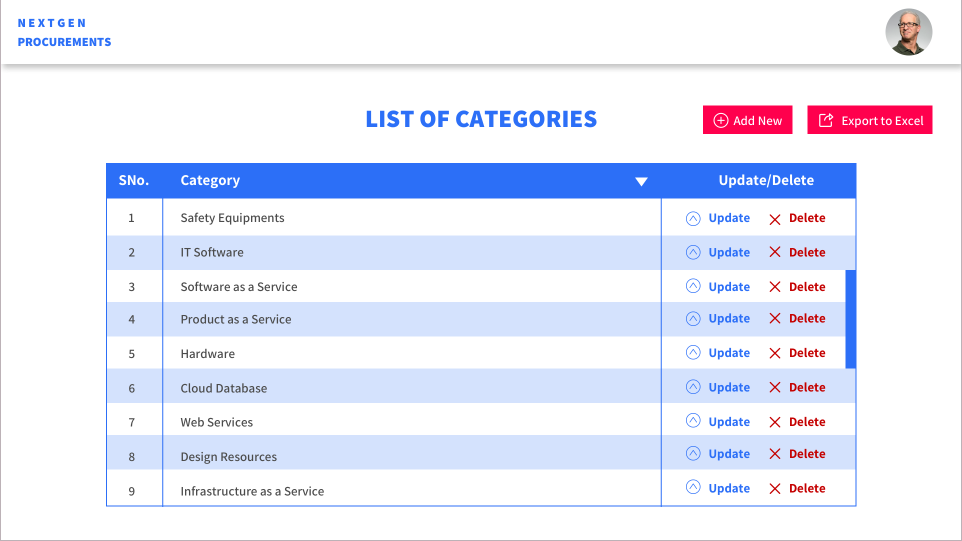 NEXTGEN
PROCUREMENTS
LIST OF CATEGORIES
Add New
Export to Excel
SNo. Category Update/Delete
1 Safety Equipments Update Delete
2 IT Software Update Delete
3 Software as a Service Update Delete
4 Product as a Service Update Delete
5 Hardware Update Delete
6 Cloud Database Update Delete
7 Web Services Update Delete
8 Design Resources Update Delete
9 Infrastructure as a Service Update Delete